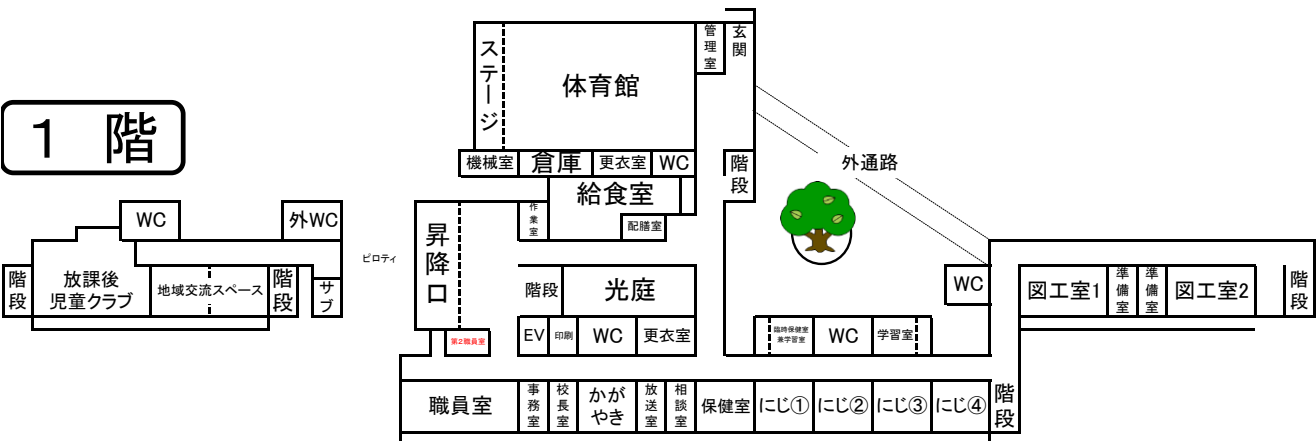 1 階
ステージ
体育館
管理室
玄関
機械室
倉庫
更衣室
WC
階段
外通路
給食室
作業室
配膳室
WC
外WC
昇降口
ピロティ
階段
放課後
児童クラブ
地域交流スペース
階段
サブ
階段
光庭
WC
図工室1
準備室
準備室
図工室2
階段
第2職員室
EV
印刷
WC
更衣室
臨時保健室
兼学習室
WC
学習室
職員室
事務室
校長室
かが
やき
放送室
相談室
保健室
にじ①
にじ②
にじ③
にじ④
階段